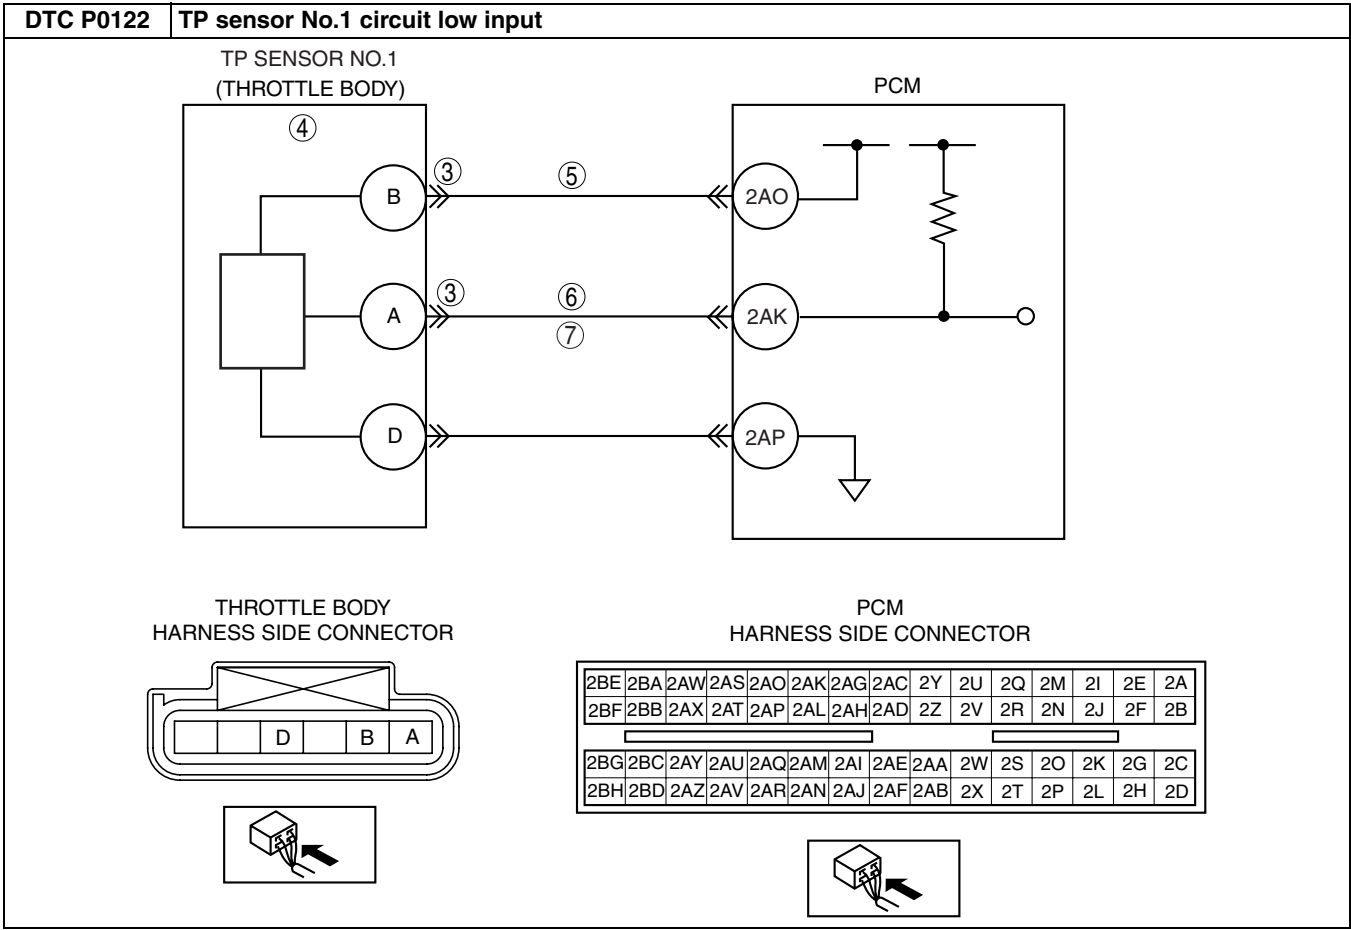 DTC P0122 TP sensor No.1 circuit low input
TP SENSOR NO.1
(THROTTLE BODY)
PCM
④
B
③
⑤
2AO
A
③
⑥
⑦
2AK
D
2AP
THROTTLE BODY
HARNESS SIDE CONNECTOR
D B A
PCM
HARNESS SIDE CONNECTOR
2BE 2BA 2AW 2AS 2AO 2AK 2AG 2AC 2Y 2U 2Q 2M 2I 2E 2A
2BF 2BB 2AX 2AT 2AP 2AL 2AH 2AD 2Z 2V 2R 2N 2J 2F 2B
2BG 2BC 2AY 2AU 2AQ 2AM 2AI 2AE 2AA 2W 2S 2O 2K 2G 2C
2BH 2BD 2AZ 2AV 2AR 2AN 2AJ 2AF 2AB 2X 2T 2P 2L 2H 2D